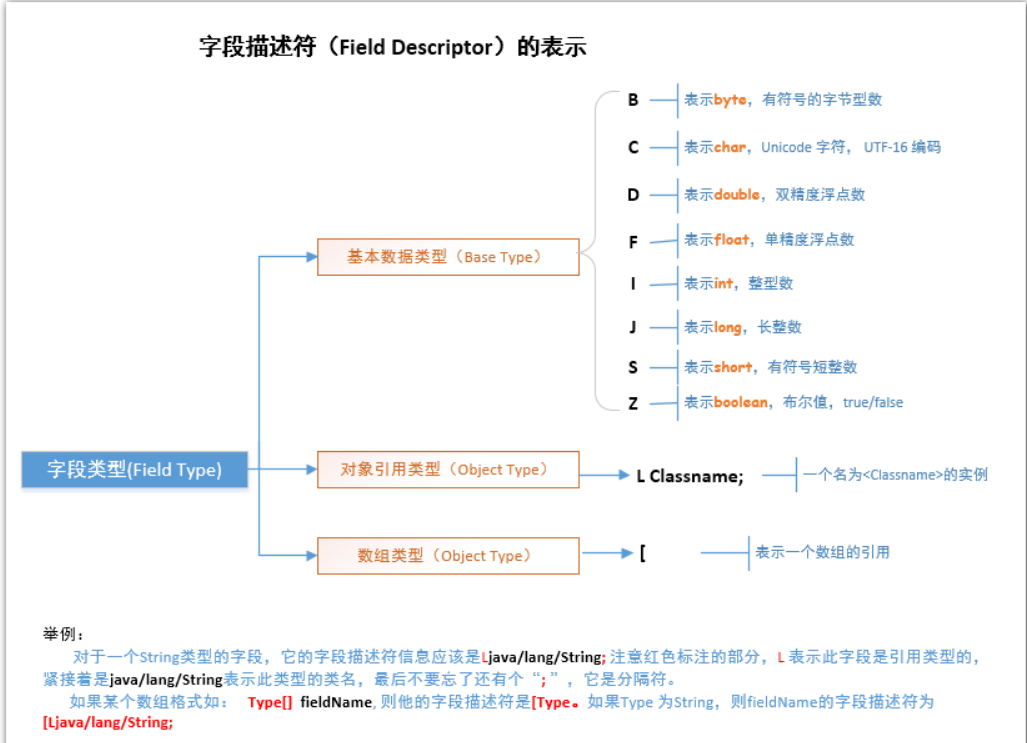 字段描述符（Field Descriptor）的表示
B 表示byte，有符号的字节型数
C 表示char，Unicode 字符， UTF-16 编码
D 表示double，双精度浮点数
F 表示float，单精度浮点数
基本数据类型（Base Type）
I 表示int，整型数
J 表示long，长整数
S 表示short，有符号短整数
Z 表示boolean，布尔值，true/false
字段类型(Field Type)
对象引用类型（Object Type）
L Classname;
一个名为<Classname>的实例
数组类型（Object Type）
[
表示一个数组的引用
举例：
对于一个String类型的字段，它的字段描述符信息应该是Ljava/lang/String; 注意红色标注的部分，L 表示此字段是引用类型的，
紧接着是java/lang/String表示此类型的类名，最后不要忘了还有个“;”，它是分隔符。
如果某个数组格式如： Type[] fieldName, 则他的字段描述符是[Type。如果Type 为String，则fieldName的字段描述符为
[Ljava/lang/String;